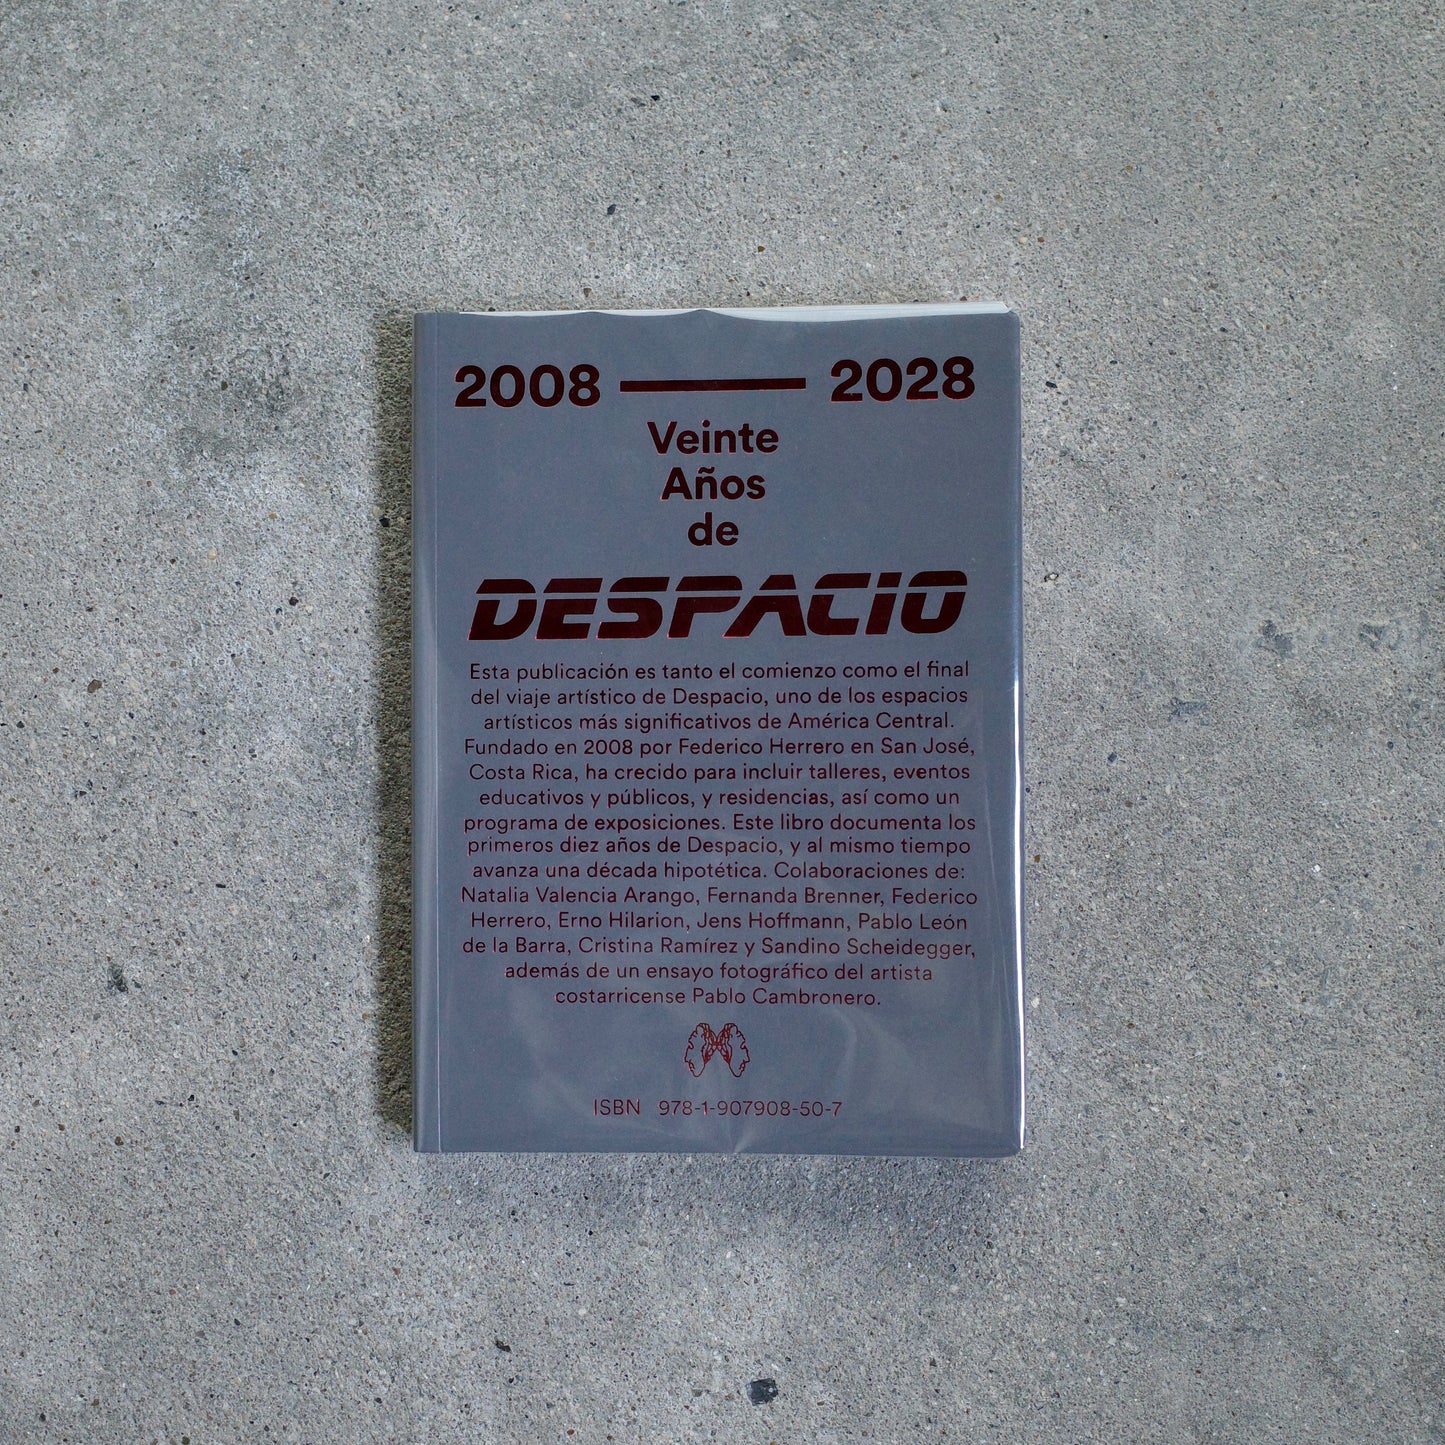 2008 — 2028
Veinte
Años
de
DESPACIO
Esta publicación es tanto el comienzo como el final
del viaje artístico de Despacio, uno de los espacios
artísticos más significativos de América Central.
Fundado en 2008 por Federico Herrero en San José,
Costa Rica, ha crecido para incluir talleres, eventos
educativos y públicos, y residencias, así como un
programa de exposiciones. Este libro documenta los
primeros diez años de Despacio, y al mismo tiempo
avanza una década hipotética. Colaboraciones de:
Natalia Valencia Arango, Fernanda Brenner, Federico
Herrero, Erno Hilarion, Jens Hoffmann, Pablo León
de la Barra, Cristina Ramírez y Sandino Scheidegger,
además de un ensayo fotográfico del artista
costarricense Pablo Cambronero.
ISBN 978-1-907908-50-7